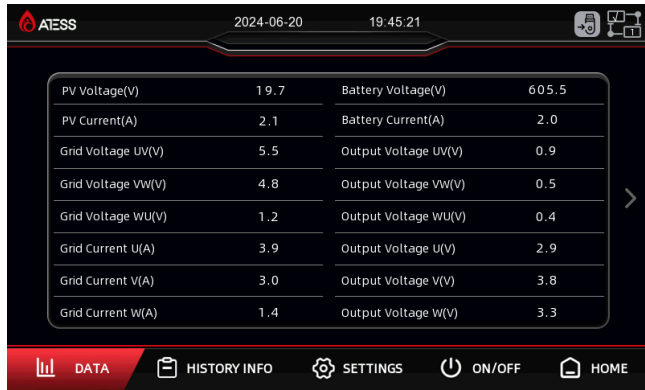 ATESS 2024-06-20 19:45:21
1
PV Voltage(V) 19.7 Battery Voltage(V) 605.5
PV Current(A) 2.1 Battery Current(A) 2.0
Grid Voltage UV(V) 5.5 Output Voltage UV(V) 0.9
Grid Voltage VW(V) 4.8 Output Voltage VW(V) 0.5
Grid Voltage WU(V) 1.2 Output Voltage WU(V) 0.4
Grid Current U(A) 3.9 Output Voltage U(V) 2.9
Grid Current V(A) 3.0 Output Voltage V(V) 3.8
Grid Current W(A) 1.4 Output Voltage W(V) 3.3
DATA HISTORY INFO SETTINGS ON/OFF HOME